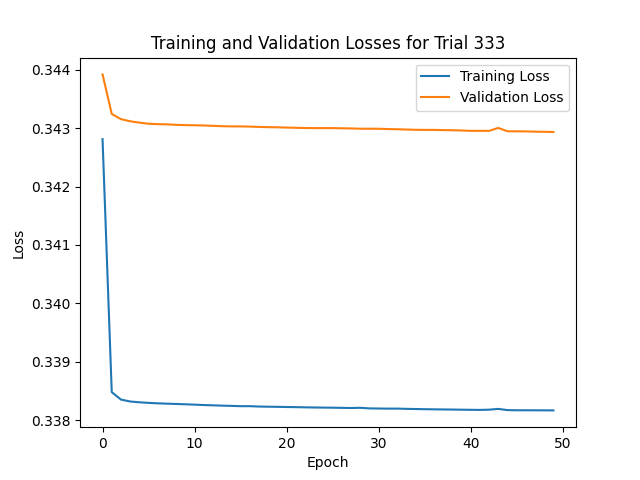 Training and Validation Losses for Trial 333
Training Loss
Validation Loss
0.344
0.343
0.342
0.341
0.340
0.339
0.338
Loss
0
10
20
30
40
50
Epoch